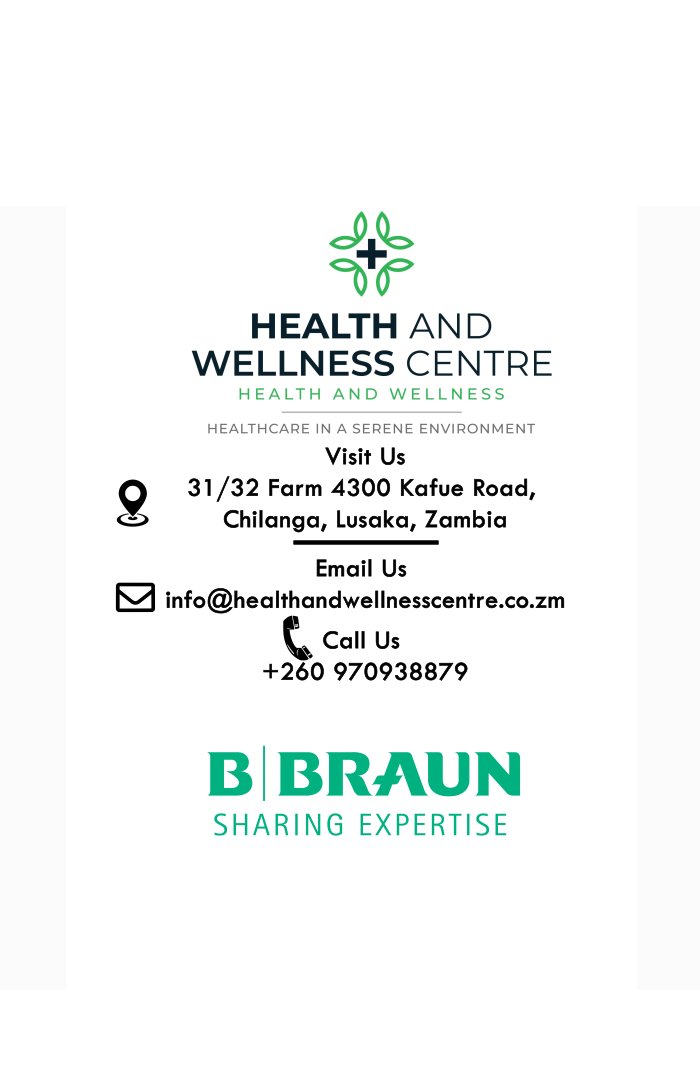 HEALTH AND
WELLNESS CENTRE
HEALTH AND WELLNESS
HEALTHCARE IN A SERENE ENVIRONMENT
Visit Us
31/32 Farm 4300 Kafue Road,
Chilanga, Lusaka, Zambia
Email Us
info@healthandwellnesscentre.co.zm
Call Us
+260 970938879
B|BRAUN
SHARING EXPERTISE